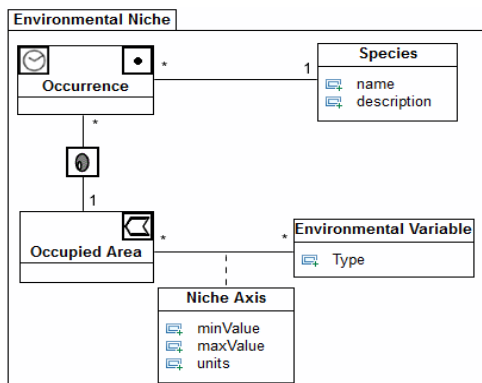 Environmental Niche
Occurrence
*
1
Species
name
description
*
1
Occupied Area
*
*
Environmental Variable
Type
Niche Axis
minValue
maxValue
units